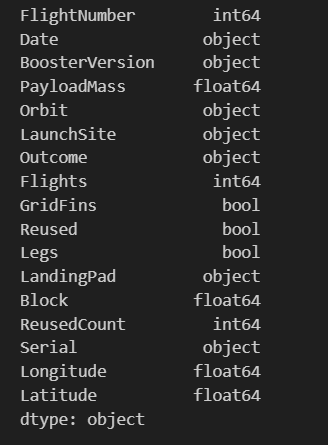 FlightNumber int64
Date object
BoosterVersion object
PayloadMass float64
Orbit object
LaunchSite object
Outcome object
Flights int64
GridFins bool
Reused bool
Legs bool
LandingPad object
Block float64
ReusedCount int64
Serial object
Longitude float64
Latitude float64
dtype: object